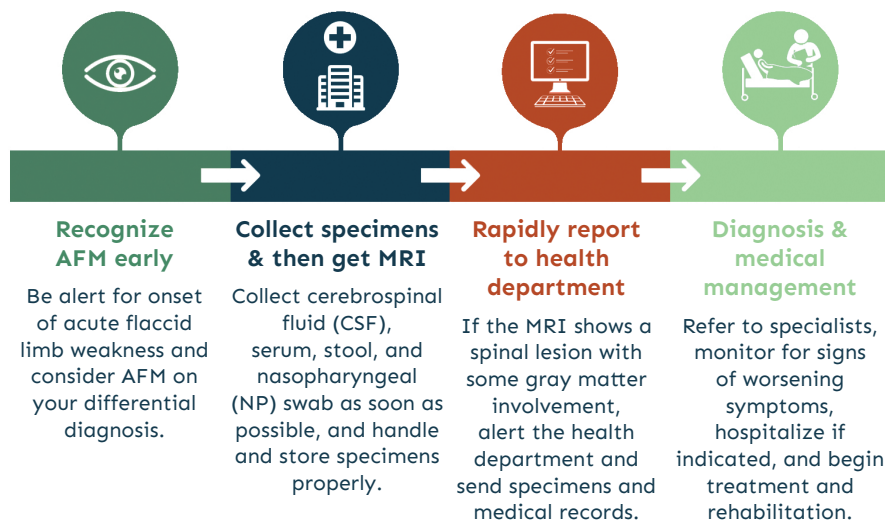 Recognize
AFM early
Be alert for onset
of acute flaccid
limb weakness and
consider AFM on
your differential
diagnosis.
Collect specimens
& then get MRI
Collect cerebrospinal
fluid (CSF),
serum, stool, and
nasopharyngeal
(NP) swab as soon as
possible, and handle
and store specimens
properly.
Rapidly report
to health
department
If the MRI shows a
spinal lesion with
some gray matter
involvement,
alert the health
department and
send specimens and
medical records.
Diagnosis &
medical
management
Refer to specialists,
monitor for signs
of worsening
symptoms,
hospitalize if
indicated, and begin
treatment and
rehabilitation.